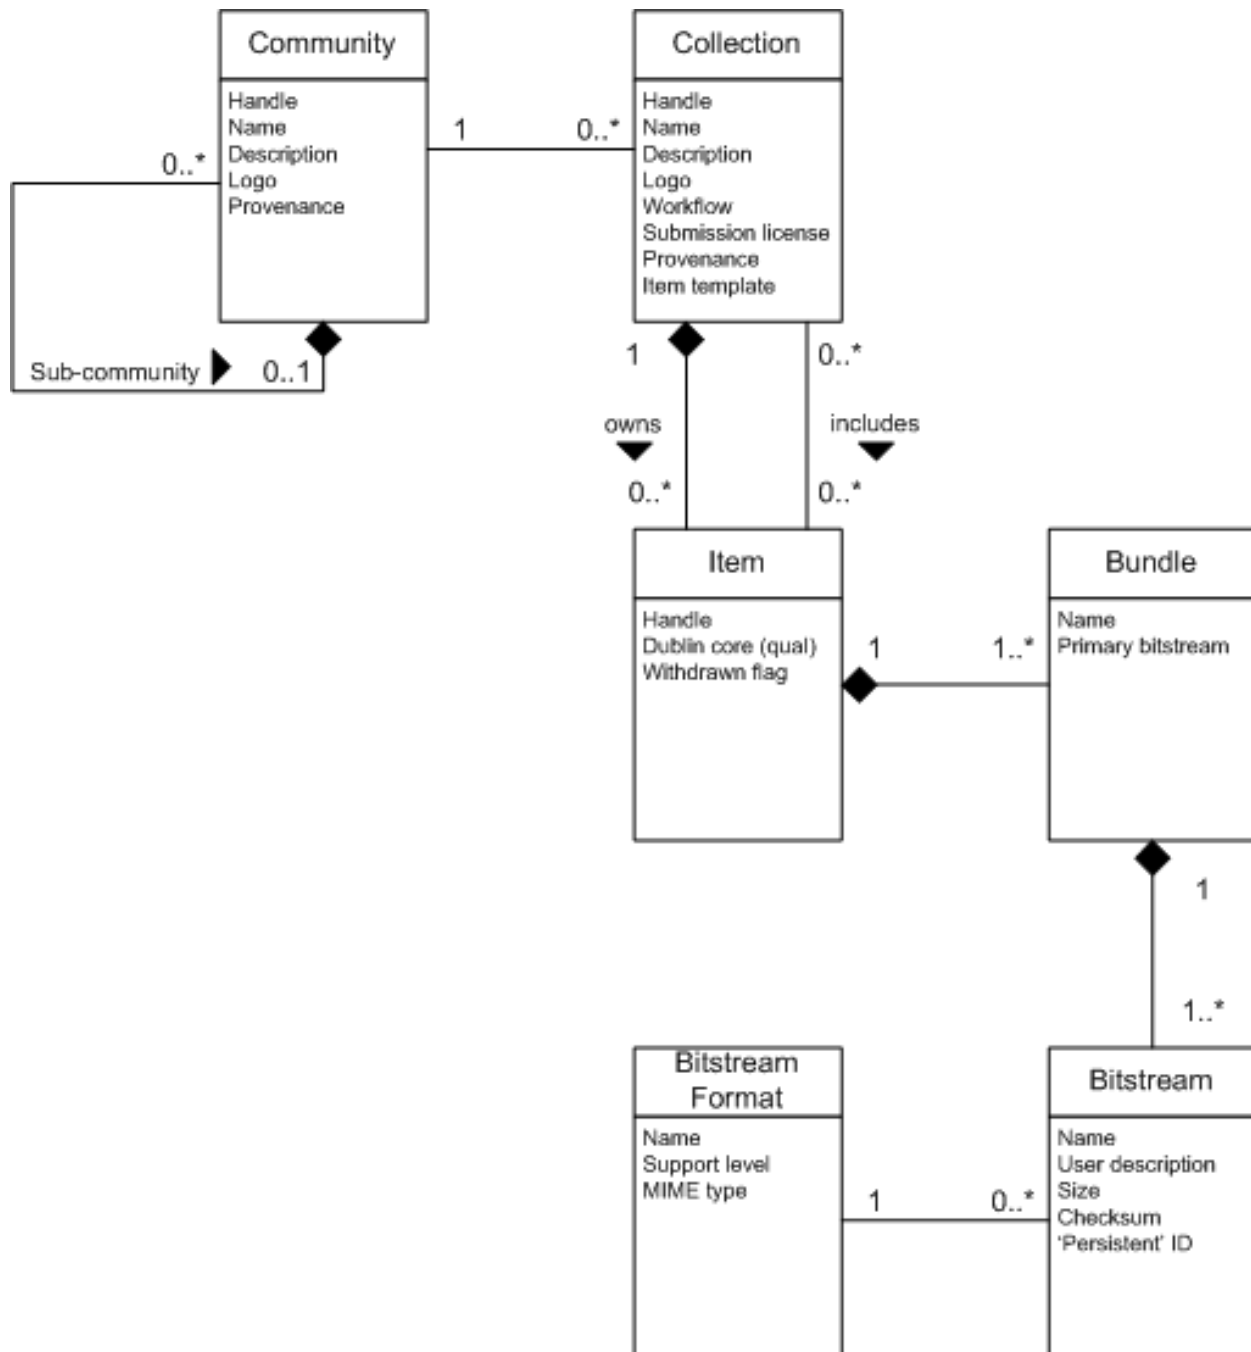 Community
Handle
Name
Description
Logo
Provenance
0..*
Sub-community
0..1
1
0..*
Collection
Handle
Name
Description
Logo
Workflow
Submission license
Provenance
Item template
1
0..*
owns
includes
0..*
0..*
Item
Handle
Dublin core (qual)
Withdrawn flag
1
1..*
Bundle
Name
Primary bitstream
1
1..*
Bitstream
Format
Name
Support level
MIME type
1
0..*
Bitstream
Name
User description
Size
Checksum
‘Persistent’ ID